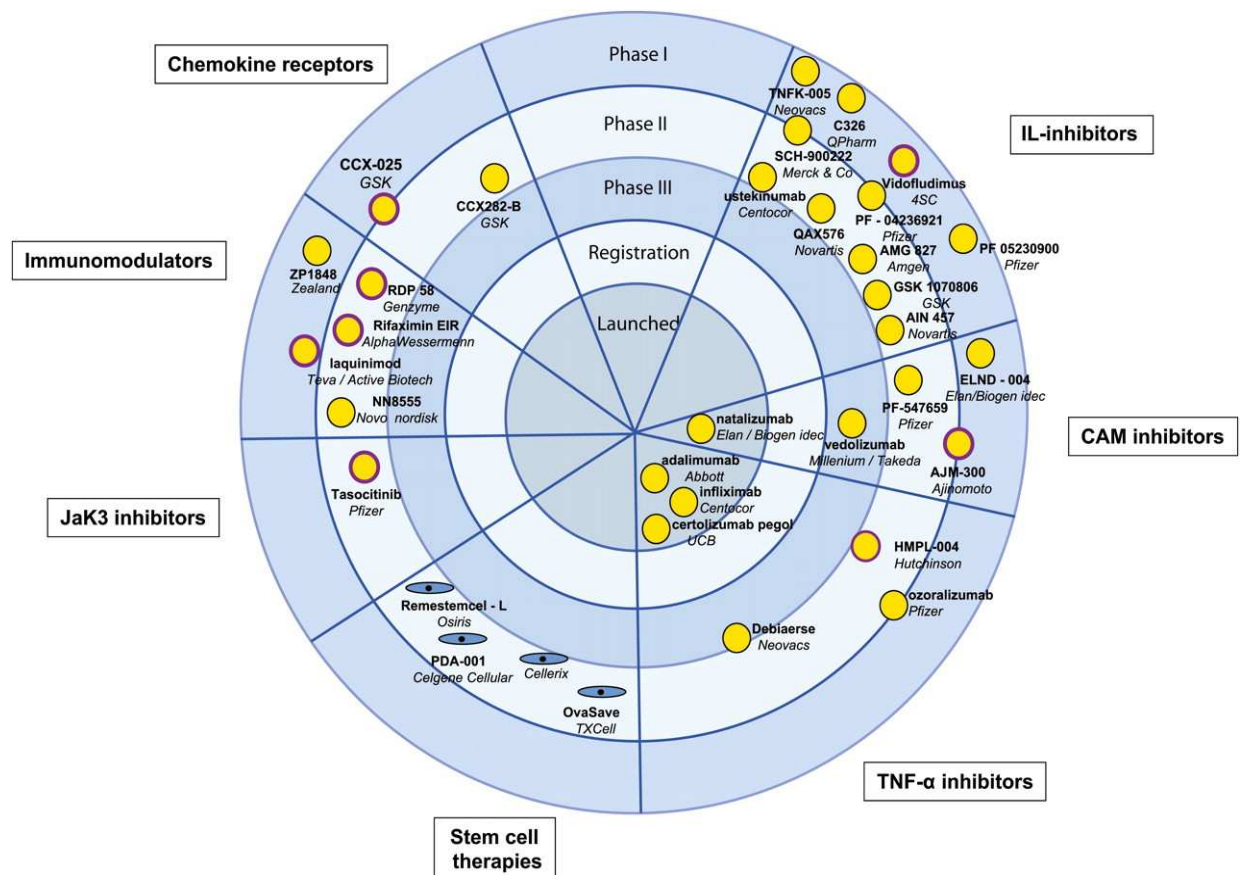 Phase I
Phase II
Phase III
Registration
Launched
Chemokine receptors
CCX-025
GSK
CCX282-B
GSK
Immunomodulators
ZP1848
Zealand
RDP 58
Genzyme
Rifaximin EIR
AlphaWessermenn
laquinimod
Teva / Active Biotech
NN8555
Novo nordisk
JaK3 inhibitors
Tasocitinib
Pfizer
Stem cell
therapies
Remestemcel - L
Osiris
PDA-001
Celgene Cellular
Cellerix
OvaSave
TXCell
IL-inhibitors
TNFK-005
Neovacs
C326
QPharm
SCH-900222
Merck & Co
Vidofludimus
4SC
ustekinumab
Centocor
PF - 04236921
Pfizer
QAX576
Novartis
PF 05230900
Pfizer
AMG 827
Amgen
GSK 1070806
GSK
AIN 457
Novartis
CAM inhibitors
ELND - 004
Elan/Biogen idec
PF-547659
Pfizer
natalizumab
Elan / Biogen idec
vedolizumab
Millenium / Takeda
AJM-300
Ajinomoto
TNF-α inhibitors
adalimumab
Abbott
infliximab
Centocor
certolizumab pegol
UCB
HMPL-004
Hutchinson
ozoralizumab
Pfizer
Debiaerse
Neovacs